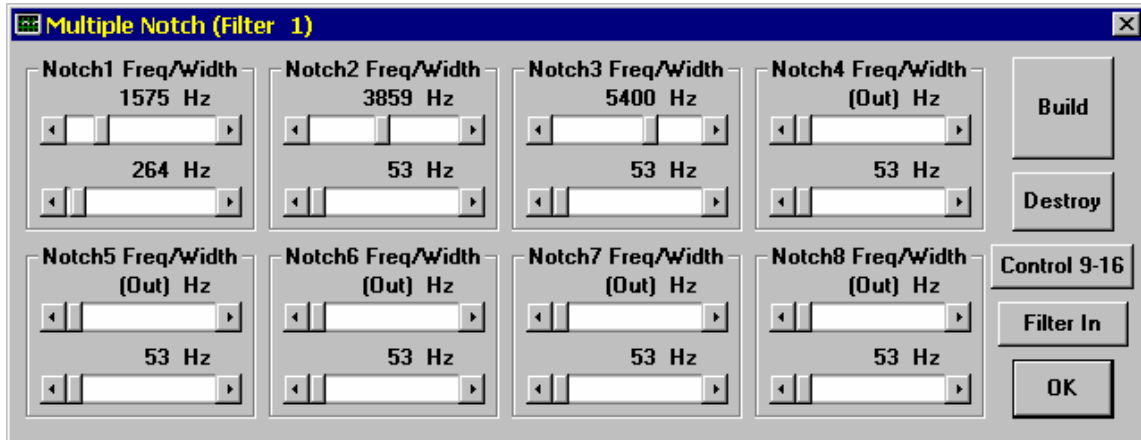 Multiple Notch (Filter 1)
Notch1 Freq/Width
1575 Hz
264 Hz
Notch2 Freq/Width
3859 Hz
53 Hz
Notch3 Freq/Width
5400 Hz
53 Hz
Notch4 Freq/Width
(Out) Hz
53 Hz
Build
Destroy
Notch5 Freq/Width
(Out) Hz
53 Hz
Notch6 Freq/Width
(Out) Hz
53 Hz
Notch7 Freq/Width
(Out) Hz
53 Hz
Notch8 Freq/Width
(Out) Hz
53 Hz
Control 9-16
Filter In
OK